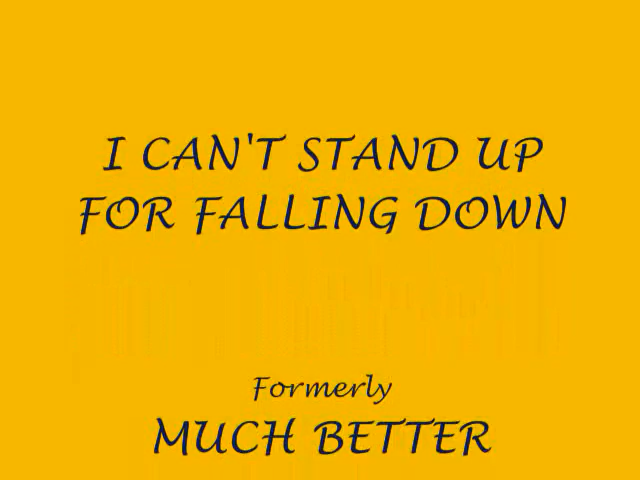 I CAN'T STAND UP
FOR FALLING DOWN
Formerly
MUCH BETTER